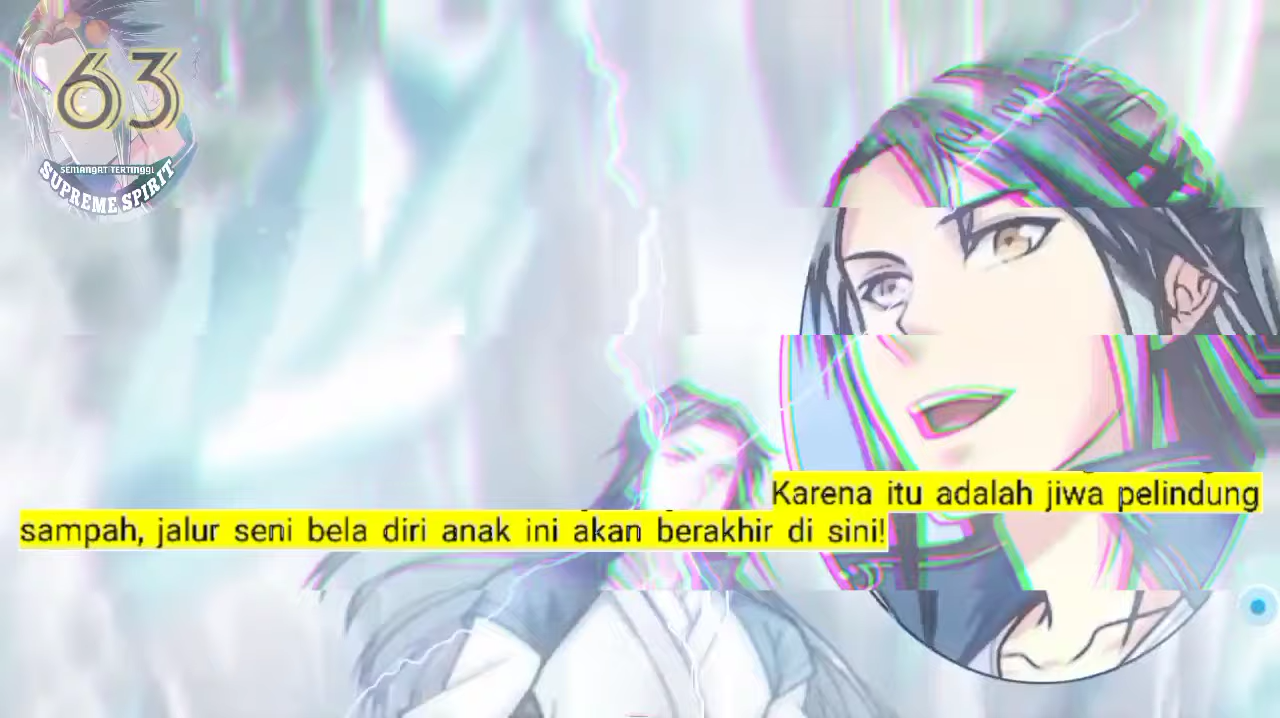 63
SEMANGAT TERTINGGI
SUPREME SPIRIT
Karena itu adalah jiwa pelindung
sampah, jalur seni bela diri anak ini akan berakhir di sini!